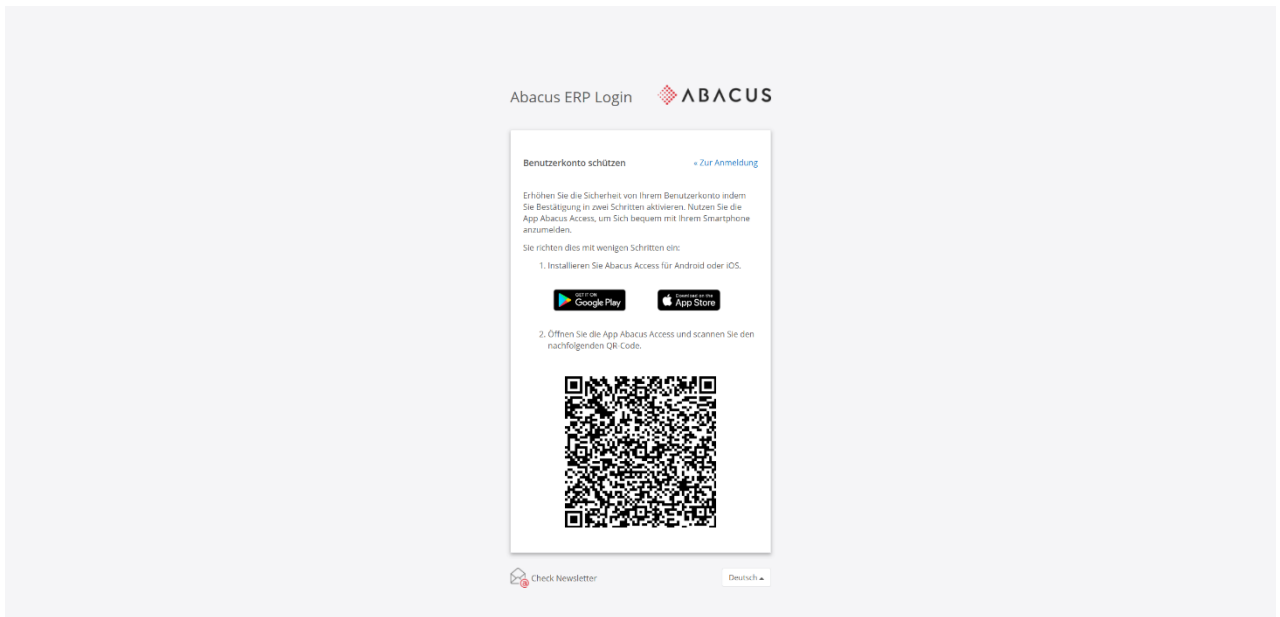 Abacus ERP Login
ABACUS
Benutzerkonto schützen
« Zur Anmeldung
Erhöhen Sie die Sicherheit von Ihrem Benutzerkonto indem
Sie Bestätigung in zwei Schritten aktivieren. Nutzen Sie die
App Abacus Access, um Sich bequem mit Ihrem Smartphone
anzumelden.
Sie richten dies mit wenigen Schritten ein:
1. Installieren Sie Abacus Access für Android oder iOS.
GET IT ON
Google Play
Download on the
App Store
2. Öffnen Sie die App Abacus Access und scannen Sie den
nachfolgenden QR-Code.
Check Newsletter
Deutsch